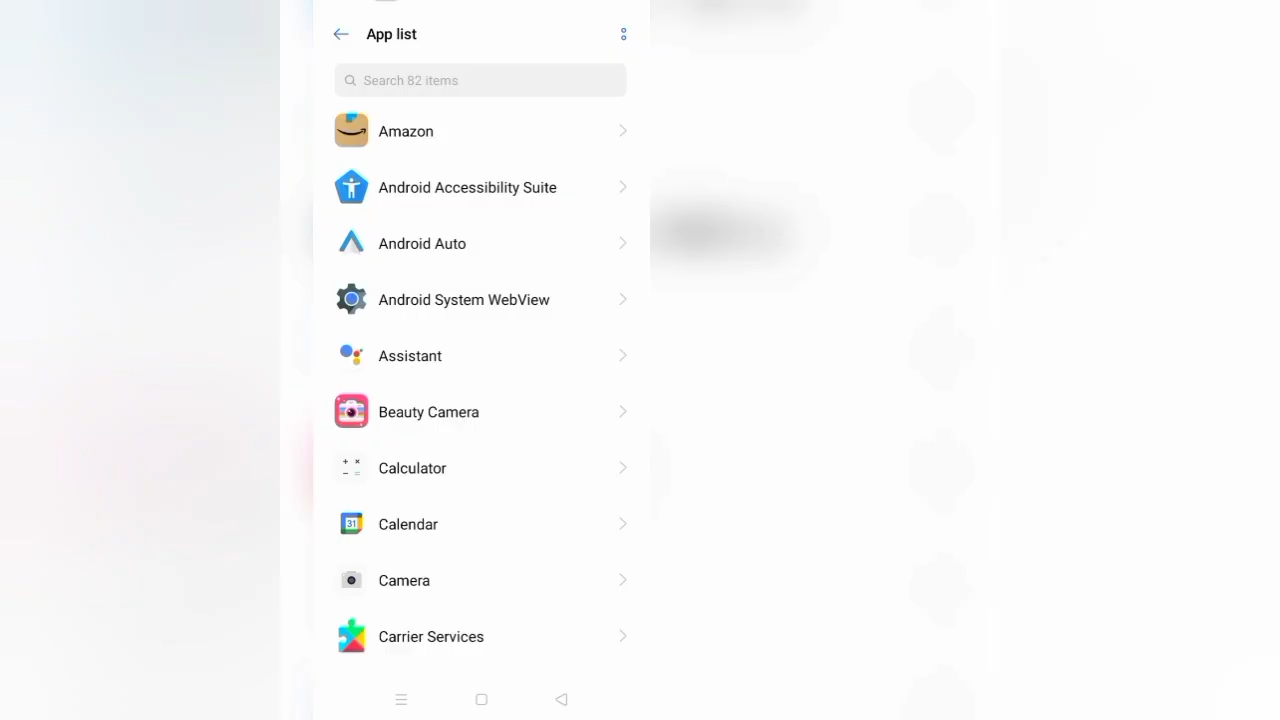 App list
Search 82 items
Amazon
Android Accessibility Suite
Android Auto
Android System WebView
Assistant
Beauty Camera
Calculator
31
Calendar
Camera
Carrier Services